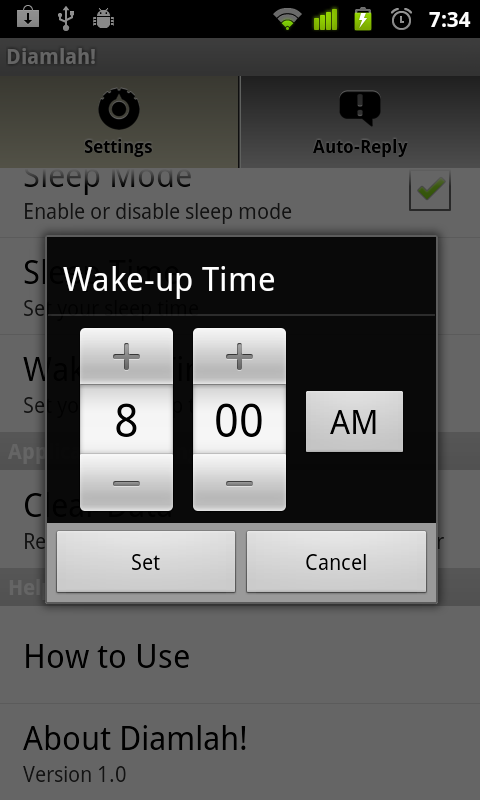 7:34
Diamlah!
Settings
Auto-Reply
Sleep Mode
Enable or disable sleep mode
Wake-up Time
8
00
AM
Set
Cancel
How to Use
About Diamlah!
Version 1.0